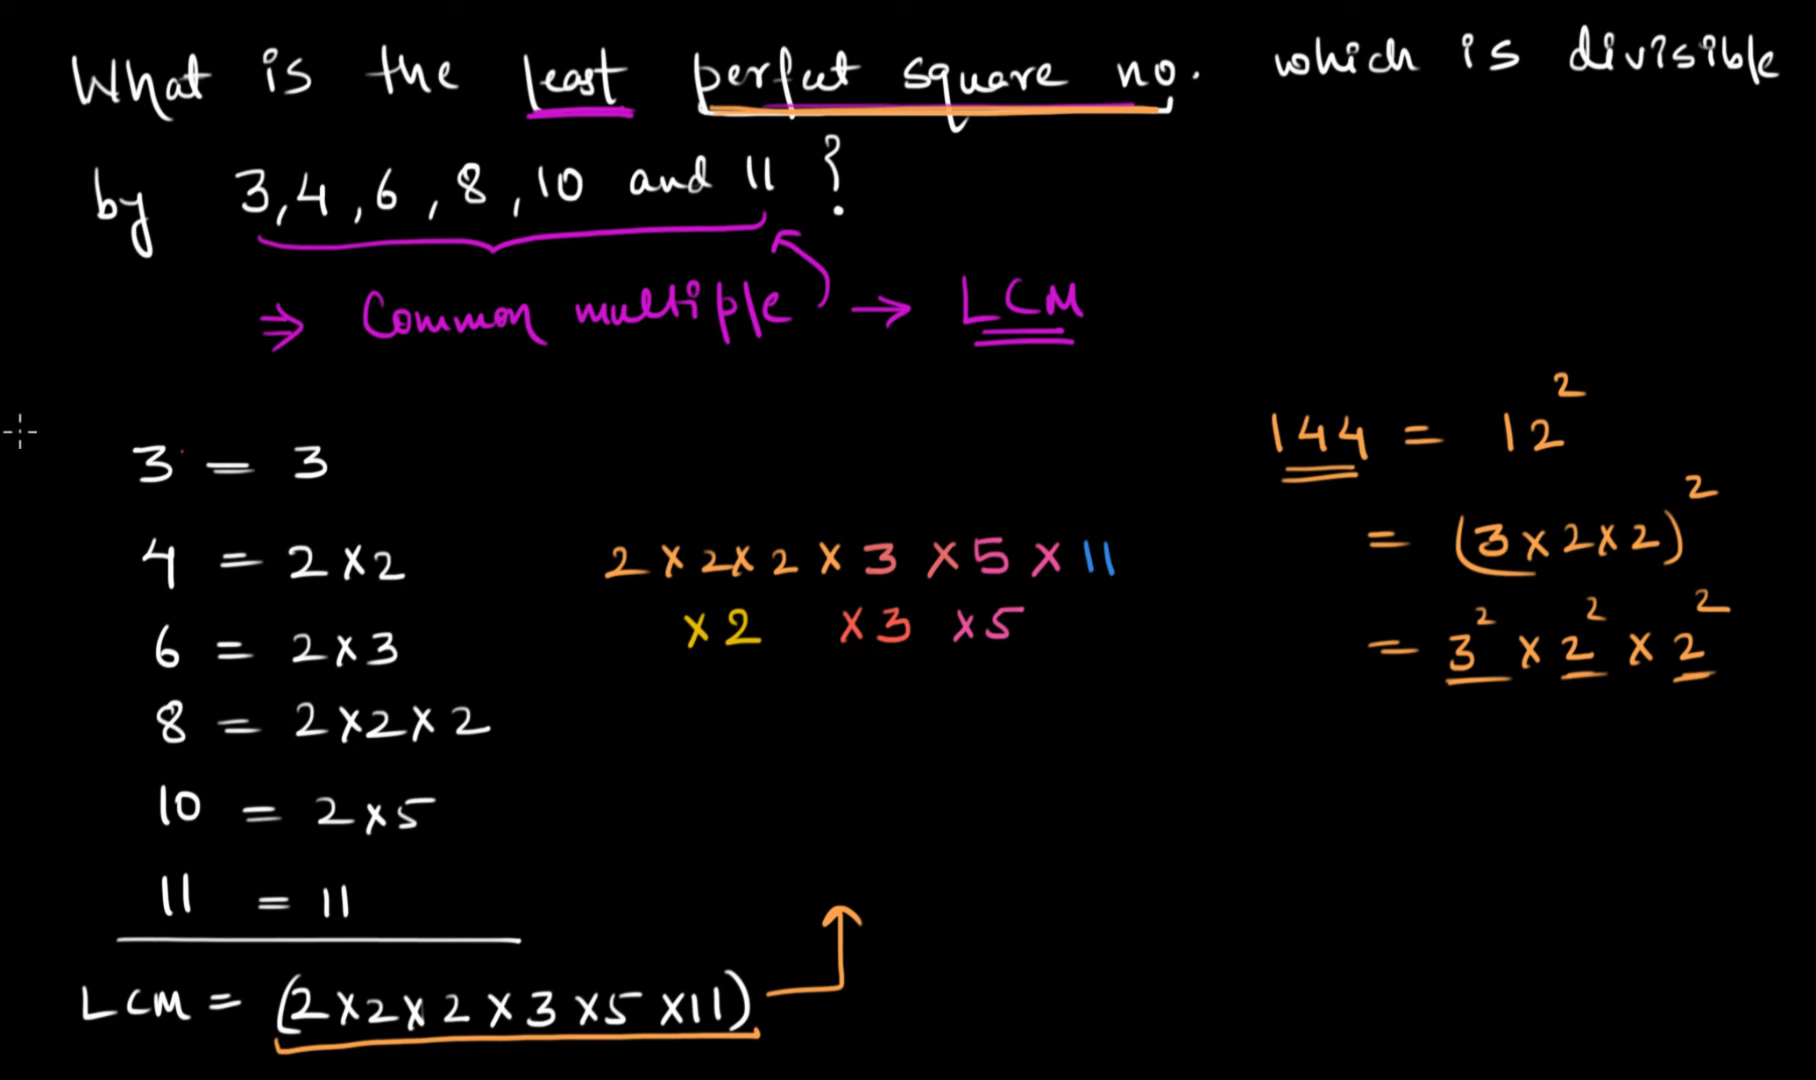 What is the least perfect square no. which is divisible
by 3, 4, 6, 8, 10 and 11 ?
⇒ Common multiple → LCM
144 = 12²
3 = 3
= (3×2×2)²
4 = 2×2
2×2×2×3×5×11
×2 ×3 ×5
6 = 2×3
= 3²×2²×2²
8 = 2×2×2
10 = 2×5
11 = 11
LCM = (2×2×2×3×5×11)